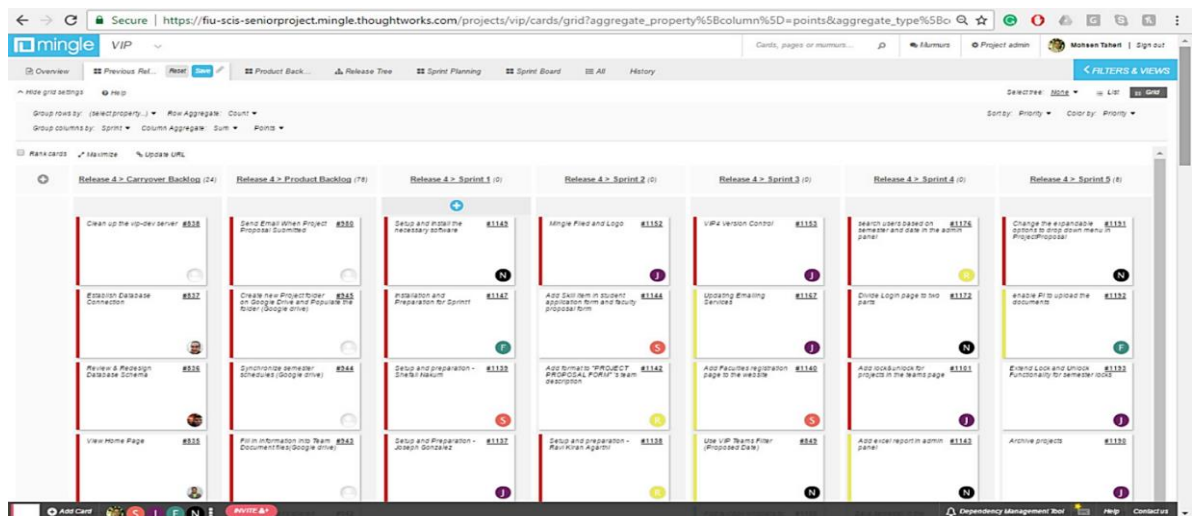 Secure | https://fiu-scis-seniorproject.mingle.thoughtworks.com/projects/vip/cards/grid?aggregate_property%5Bcolumn%5D=points&aggregate_type%5Bco
mingle VIP Cards, pages or murmurs... Murmurs Project admin Mohsen Taheri | Sign out
Overview Previous Rel... Reset Save Product Back... Release Tree Sprint Planning Sprint Board All History FILTERS & VIEWS
Hide grid settings Help Select tree: None List Grid
Group rows by: (select property...) Row Aggregate: Count Sort by: Priority Color by: Priority
Group columns by: Sprint Column Aggregate: Sum Points
Rank cards Maximize Update URL
Release 4 > Carryover Backlog (24) Release 4 > Product Backlog (78) Release 4 > Sprint 1 (0) Release 4 > Sprint 2 (0) Release 4 > Sprint 3 (0) Release 4 > Sprint 4 (0) Release 4 > Sprint 5 (6)
Clean up the vip-dev server #838 Send Email When Project #980 Setup and Install the #1149 Mingle Filed and Logo #1152 VIP4 Version Control #1153 search users based on #1176 Change the expandable #1191
Proposal Submitted necessary software semester and date in the admin options to drop down menu in
panel ProjectProposal
N J J R N
Establish Database #837 Create new Project folder #945 Installation and #1147 Add Skill item in student #1144 Updating Emailing #1167 Divide Login page to two #1172 enable PI to upload the #1192
Connection on Google Drive and Populate the Preparation for Sprint1 application form and faculty Services parts documents
folder (Google drive) proposal form
F S J N F
Review & Redesign #836 Synchronize semester #944 Setup and preparation - #1139 Add format to "PROJECT #1142 Add Faculties registration #1140 Add lock&unlock for #1101 Extend Lock and Unlock #1193
Database Schema schedules (Google drive) Shefali Nakum PROPOSAL FORM"'s team page to the website projects in the teams page Functionality for semester locks
description
S R S J J
View Home Page #835 Fill in Information into Team #943 Setup and Preparation - #1137 Setup and preparation - #1138 Use VIP Teams Filter #849 Add excel report in admin #1143 Archive projects #1190
Document files(Google drive) Joseph Gonzalez Ravi Kiran Agarthi (Proposed Date) panel
J R N N J
Add Card S J F N INVITE Dependency Management Tool Help Contact us